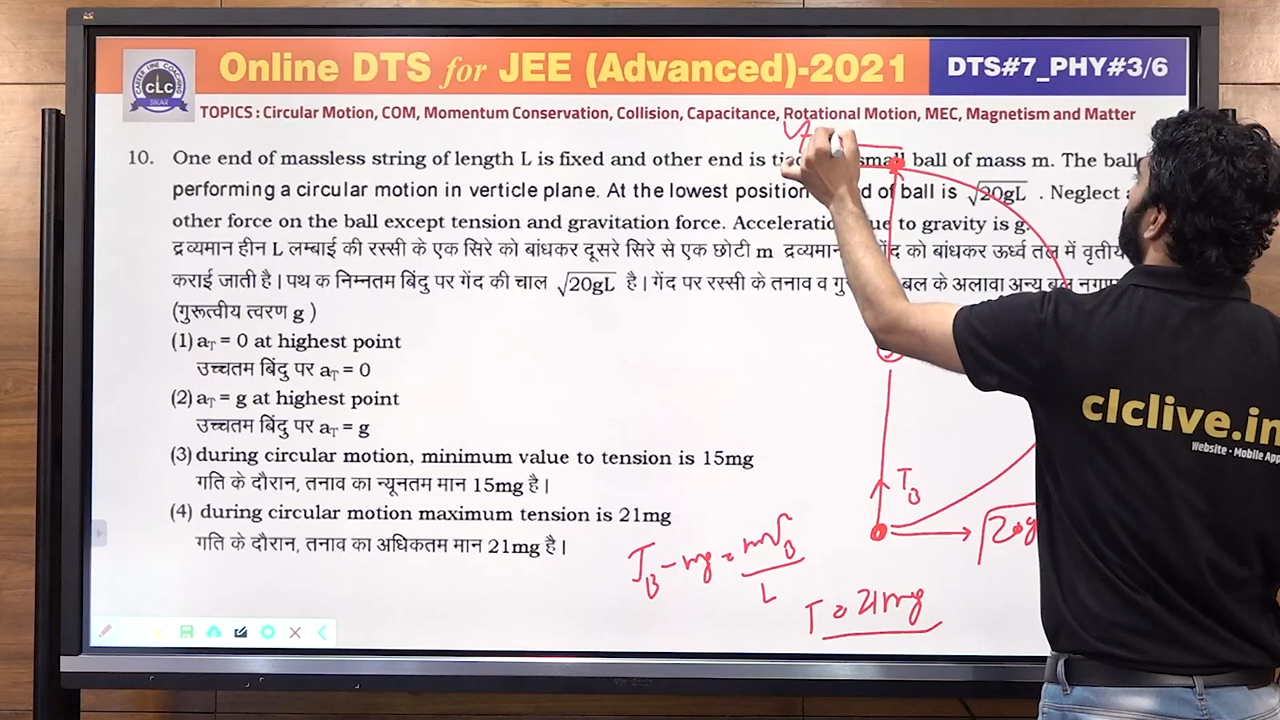 CAREER LINE COACHING
CLC
SIKAR
Online DTS for JEE (Advanced)-2021
DTS#7_PHY#3/6
TOPICS : Circular Motion, COM, Momentum Conservation, Collision, Capacitance, Rotational Motion, MEC, Magnetism and Matter
10. One end of massless string of length L is fixed and other end is small ball of mass m. The ball
performing a circular motion in verticle plane. At the lowest position of ball is √20gL . Neglect
other force on the ball except tension and gravitation force. to gravity is g.
द्रव्यमान हीन L लम्बाई की रस्सी के एक सिरे को बांधकर दूसरे सिरे से एक छोटी m को बांधकर ऊर्ध्व तल में
कराई जाती है। पथ क निम्नतम बिंदु पर गेंद की चाल √20gL है। गेंद पर रस्सी के तनाव व बल के अलावा अन्य बल
(गुरूत्वीय त्वरण g )
(1) aT = 0 at highest point
उच्चतम बिंदु पर aT = 0
(2) aT = g at highest point
उच्चतम बिंदु पर aT = g
(3) during circular motion, minimum value to tension is 15mg
गति के दौरान, तनाव का न्यूनतम मान 15mg है।
(4) during circular motion maximum tension is 21mg
गति के दौरान, तनाव का अधिकतम मान 21mg है।
TB
√20g
TB - mg = mvB²/L
T = 21mg
clclive.in
Website - Mobile App